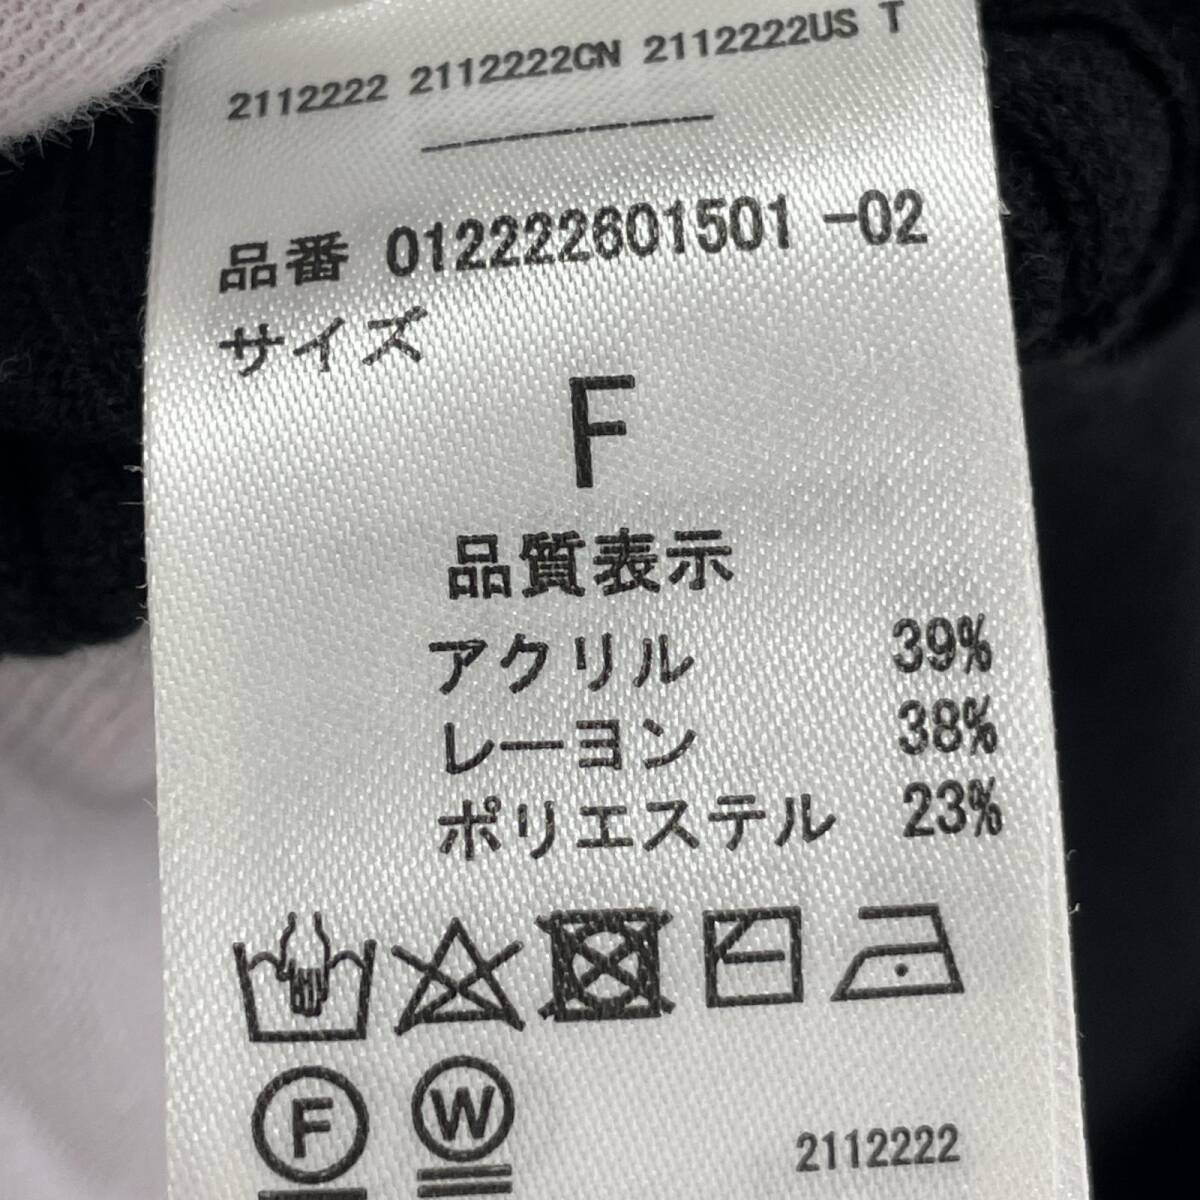 2112222 2112222CN 2112222US T
品番 012222601501 -02
サイズ
F
品質表示
アクリル 39%
レーヨン 38%
ポリエステル 23%
F W
2112222